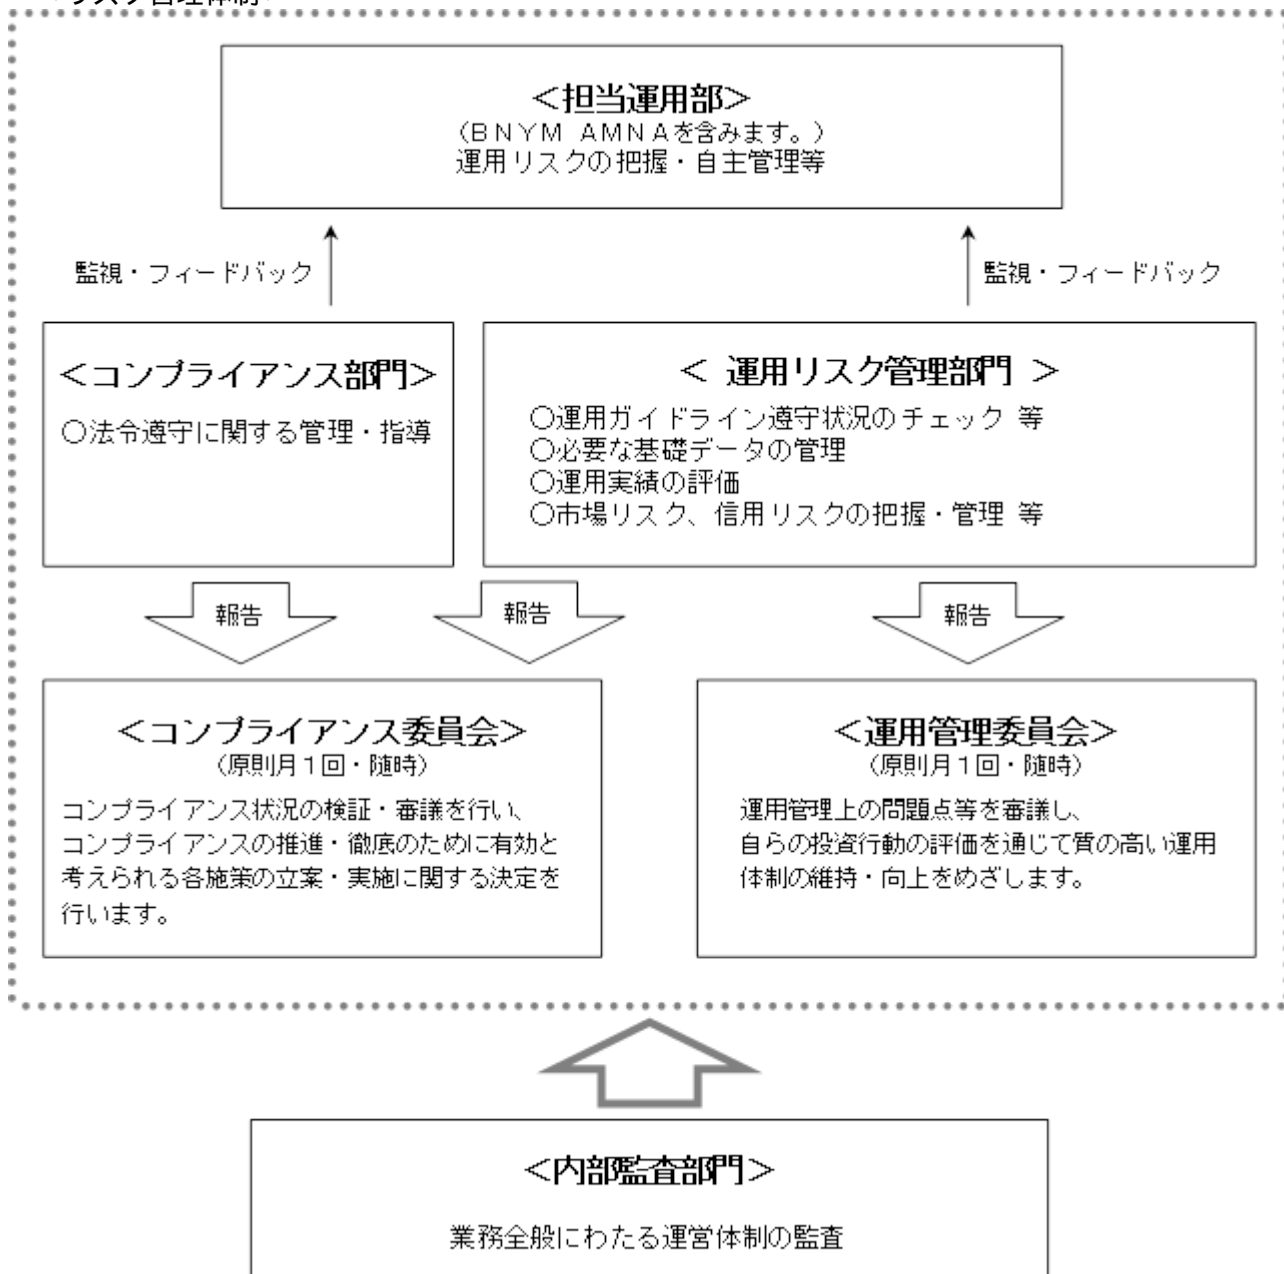 リスク管理体制
＜担当運用部＞
（ＢＮＹＭ ＡＭＮＡを含みます。）
運用リスクの把握・自主管理等
監視・フィードバック
監視・フィードバック
＜コンプライアンス部門＞
○法令遵守に関する管理・指導
＜ 運用リスク管理部門 ＞
○運用ガイドライン遵守状況のチェック 等
○必要な基礎データの管理
○運用実績の評価
○市場リスク、信用リスクの把握・管理 等
報告
報告
報告
＜コンプライアンス委員会＞
（原則月１回・随時）
コンプライアンス状況の検証・審議を行い、
コンプライアンスの推進・徹底のために有効と
考えられる各施策の立案・実施に関する決定を
行います。
＜運用管理委員会＞
（原則月１回・随時）
運用管理上の問題点等を審議し、
自らの投資行動の評価を通じて質の高い運用
体制の維持・向上をめざします。
＜内部監査部門＞
業務全般にわたる運営体制の監査